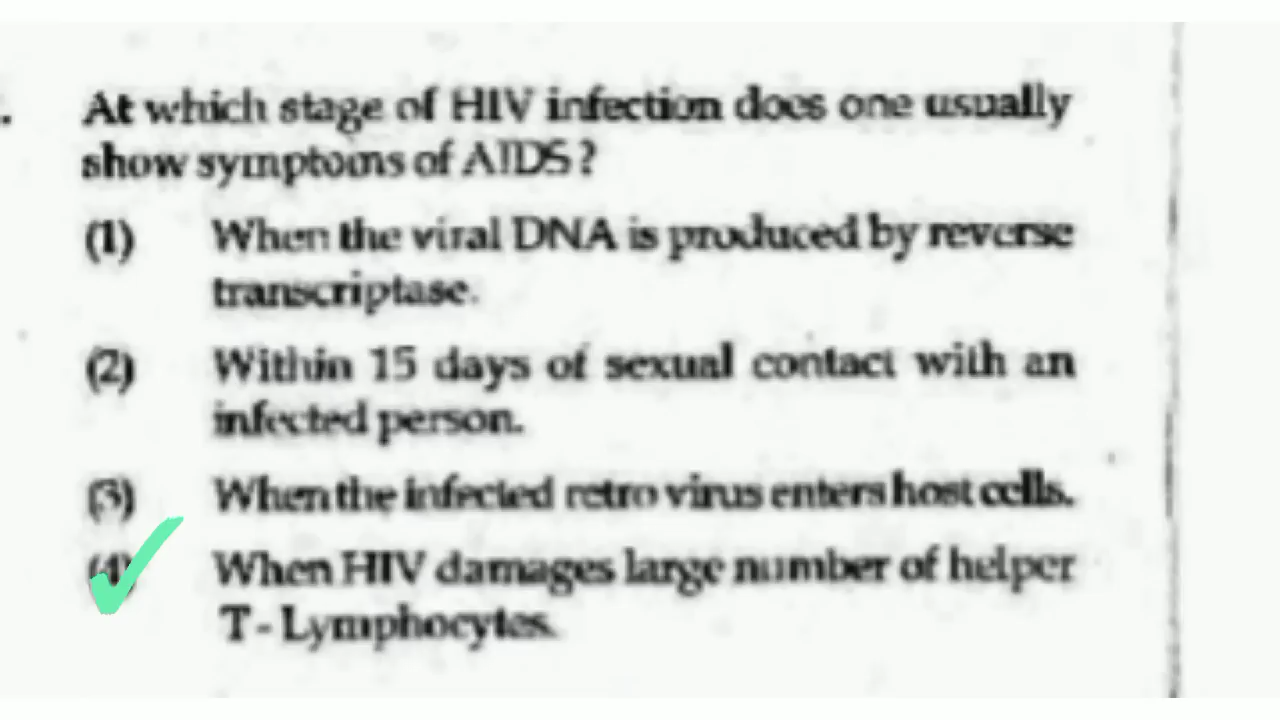 At which stage of HIV infection does one usually
show symptoms of AIDS?
(1) When the viral DNA is produced by reverse
transcriptase.
(2) Within 15 days of sexual contact with an
infected person.
(3) When the infected retro virus enters host cells.
(4) When HIV damages large number of helper
T - Lymphocytes.